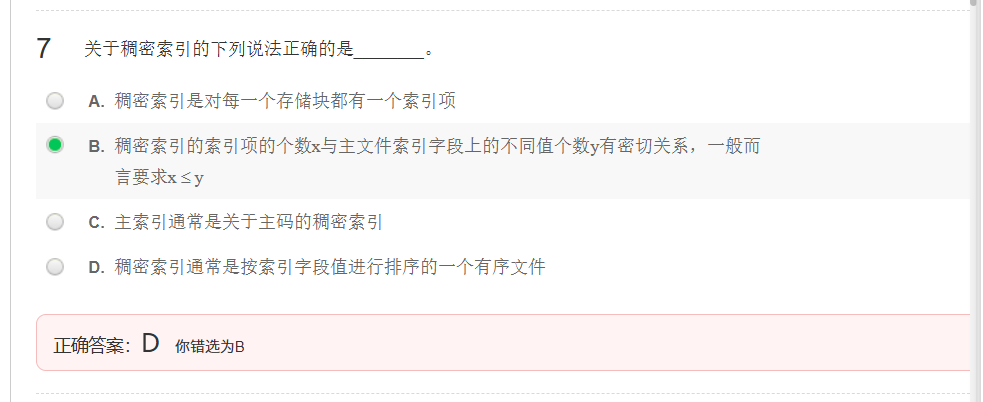 7 关于稠密索引的下列说法正确的是________。
A. 稠密索引是对每一个存储块都有一个索引项
B. 稠密索引的索引项的个数x与主文件索引字段上的不同值个数y有密切关系，一般而
言要求x ≤ y
C. 主索引通常是关于主码的稠密索引
D. 稠密索引通常是按索引字段值进行排序的一个有序文件
正确答案：D 你错选为B